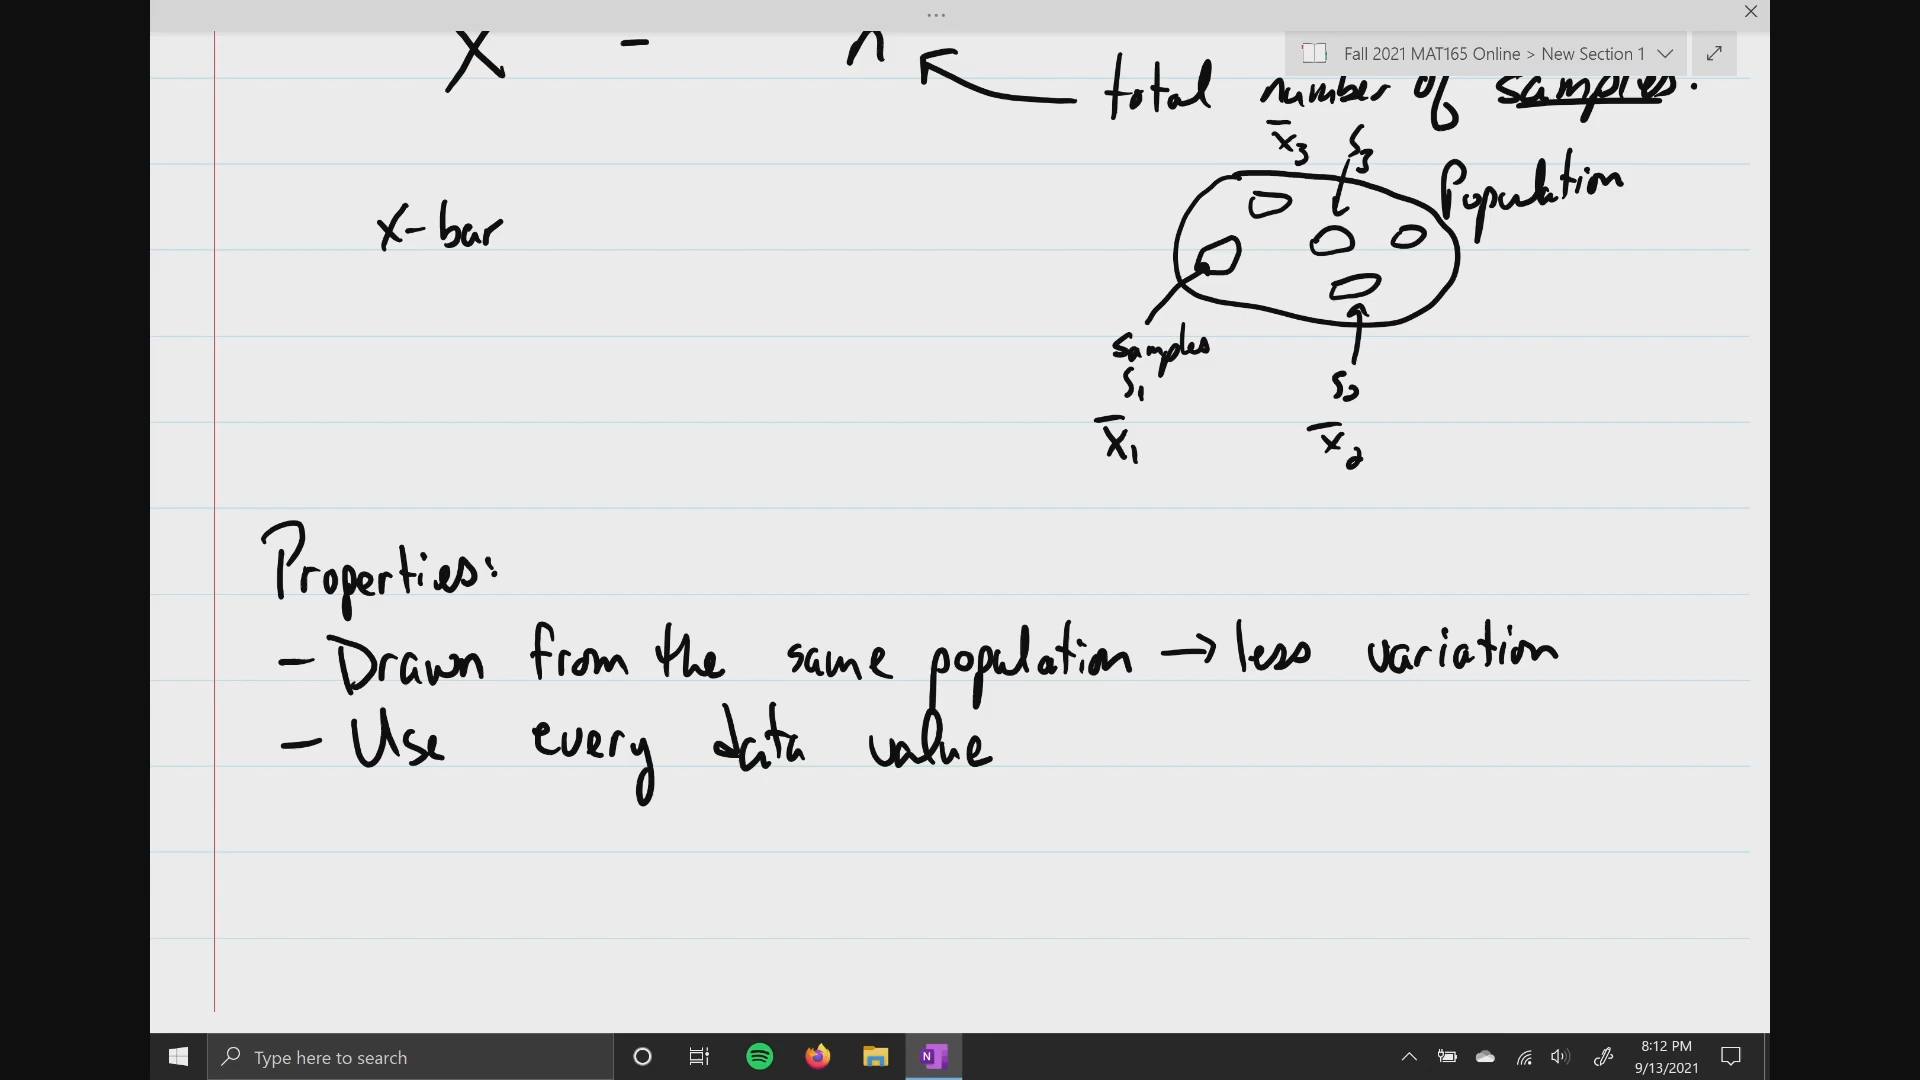 ...
Fall 2021 MAT165 Online > New Section 1
X - n
total number of samples.
x̄3 S3
Population
X-bar
samples
S1 S2
x̄1 x̄2
Properties:
- Drawn from the same population → less variation
- Use every data value
Type here to search
N
8:12 PM
9/13/2021